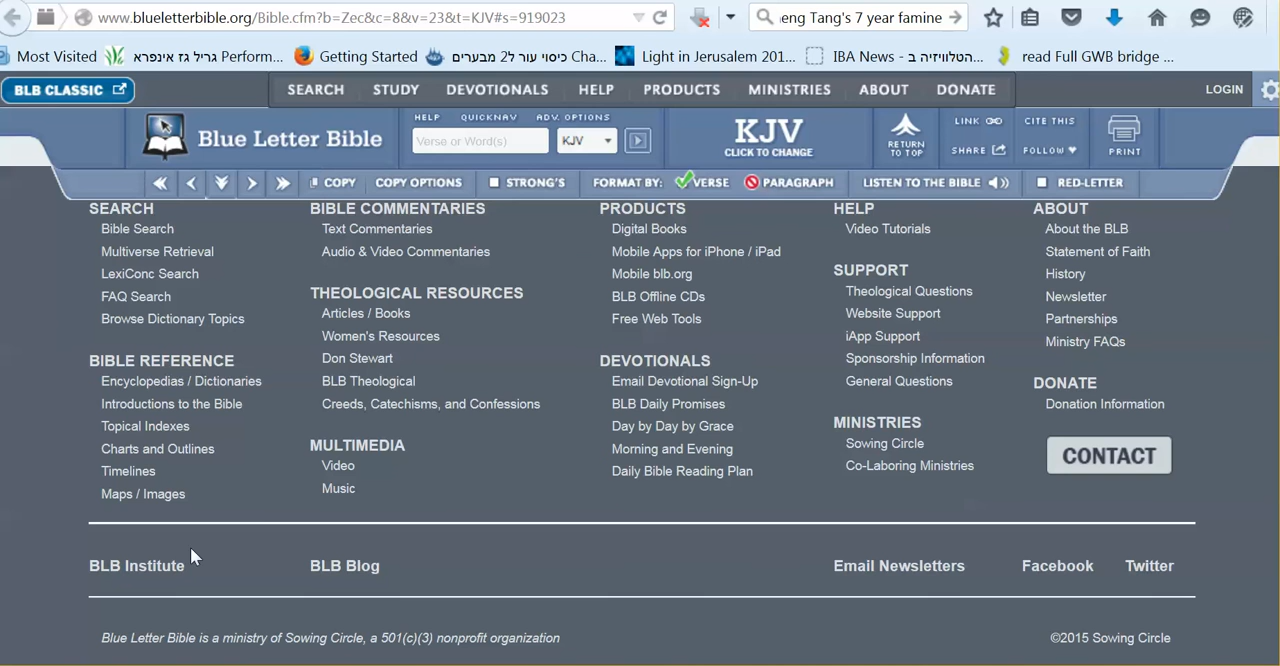 www.blueletterbible.org/Bible.cfm?b=Zec&c=8&v=23&t=KJV#s=919023
eng Tang's 7 year famine
Most Visited גריל גז אינפרא Perform... Getting Started כיסוי עור ל2 מבערים Cha... Light in Jerusalem 201... IBA News - הטלוויזיה ב... read Full GWB bridge ...
BLB CLASSIC SEARCH STUDY DEVOTIONALS HELP PRODUCTS MINISTRIES ABOUT DONATE LOGIN
HELP QUICKNAV ADV. OPTIONS
Blue Letter Bible
Verse or Word(s) KJV
KJV
CLICK TO CHANGE
RETURN
TO TOP
LINK CITE THIS
SHARE FOLLOW
PRINT
COPY COPY OPTIONS STRONG'S FORMAT BY: VERSE PARAGRAPH LISTEN TO THE BIBLE RED-LETTER
SEARCH
Bible Search
Multiverse Retrieval
LexiConc Search
FAQ Search
Browse Dictionary Topics
BIBLE REFERENCE
Encyclopedias / Dictionaries
Introductions to the Bible
Topical Indexes
Charts and Outlines
Timelines
Maps / Images
BIBLE COMMENTARIES
Text Commentaries
Audio & Video Commentaries
THEOLOGICAL RESOURCES
Articles / Books
Women's Resources
Don Stewart
BLB Theological
Creeds, Catechisms, and Confessions
MULTIMEDIA
Video
Music
PRODUCTS
Digital Books
Mobile Apps for iPhone / iPad
Mobile blb.org
BLB Offline CDs
Free Web Tools
DEVOTIONALS
Email Devotional Sign-Up
BLB Daily Promises
Day by Day by Grace
Morning and Evening
Daily Bible Reading Plan
HELP
Video Tutorials
SUPPORT
Theological Questions
Website Support
iApp Support
Sponsorship Information
General Questions
MINISTRIES
Sowing Circle
Co-Laboring Ministries
ABOUT
About the BLB
Statement of Faith
History
Newsletter
Partnerships
Ministry FAQs
DONATE
Donation Information
CONTACT
BLB Institute BLB Blog Email Newsletters Facebook Twitter
Blue Letter Bible is a ministry of Sowing Circle, a 501(c)(3) nonprofit organization ©2015 Sowing Circle